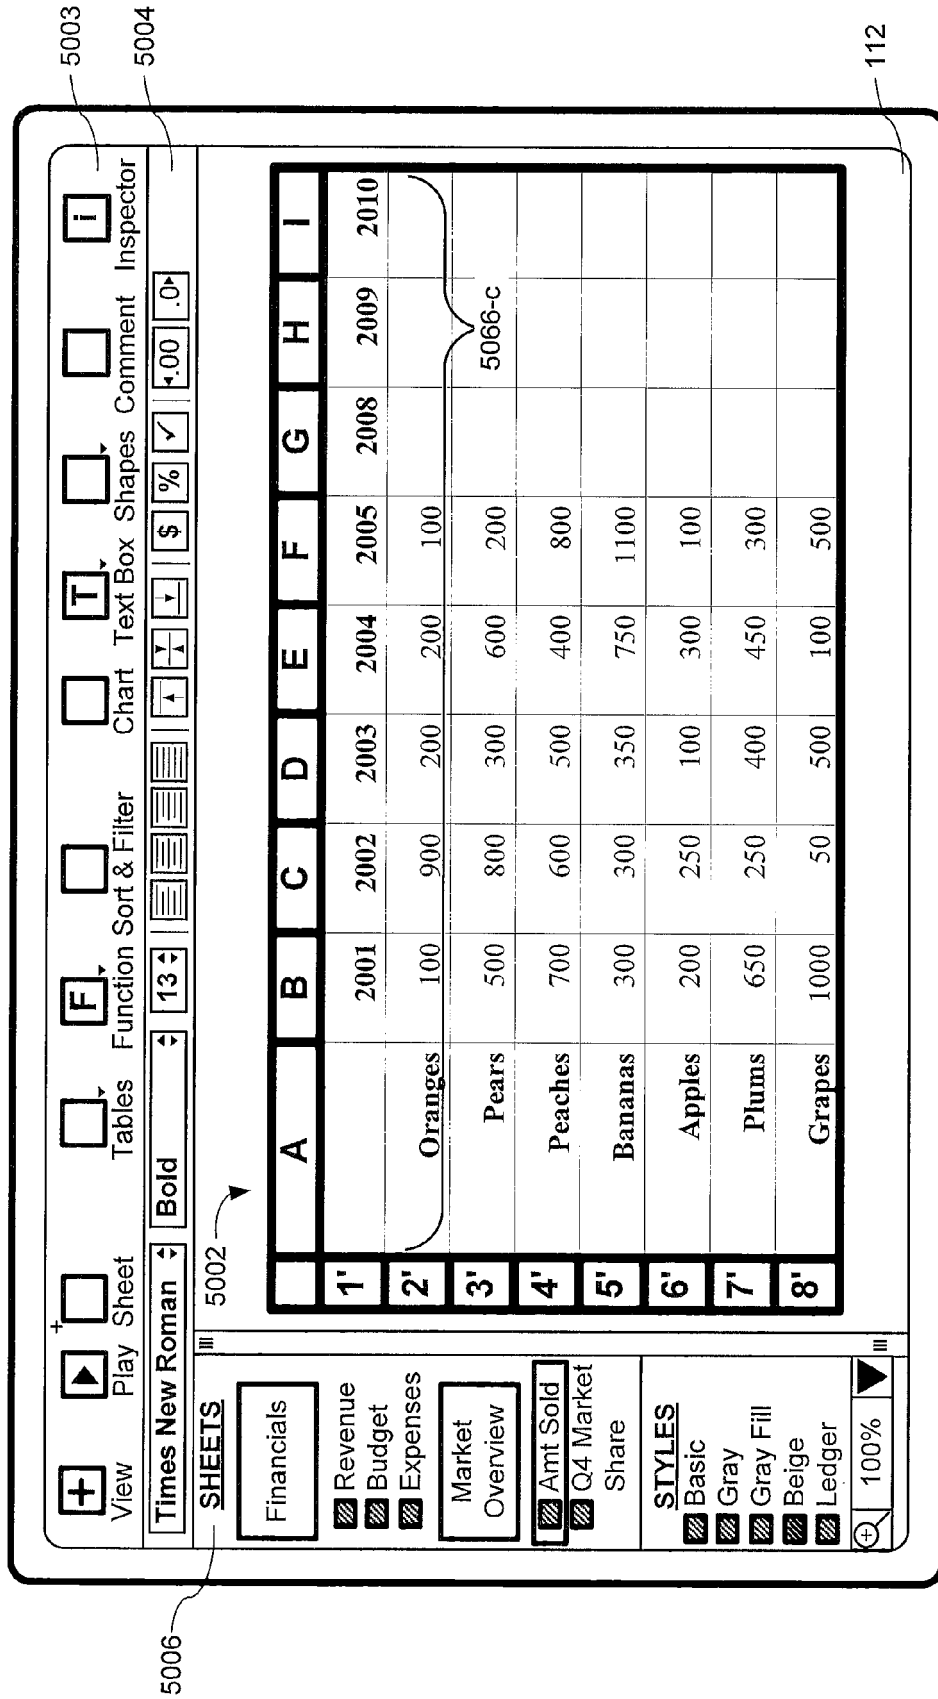 5003
5004
View Play Sheet Tables Function Sort & Filter Chart Text Box Shapes Comment Inspector
+ + F T i
Times New Roman Bold 13 $ % ✓ .00 .0
5006
SHEETS
Financials
Revenue
Budget
Expenses
Market
Overview
Amt Sold
Q4 Market
Share
STYLES
Basic
Gray
Gray Fill
Beige
Ledger
100%
5002
A B C D E F G H I
1' 2001 2002 2003 2004 2005 2008 2009 2010
2' Oranges 100 900 200 200 100
5066-c
3' Pears 500 800 300 600 200
4' Peaches 700 600 500 400 800
5' Bananas 300 300 350 750 1100
6' Apples 200 250 100 300 100
7' Plums 650 250 400 450 300
8' Grapes 1000 50 500 100 500
112